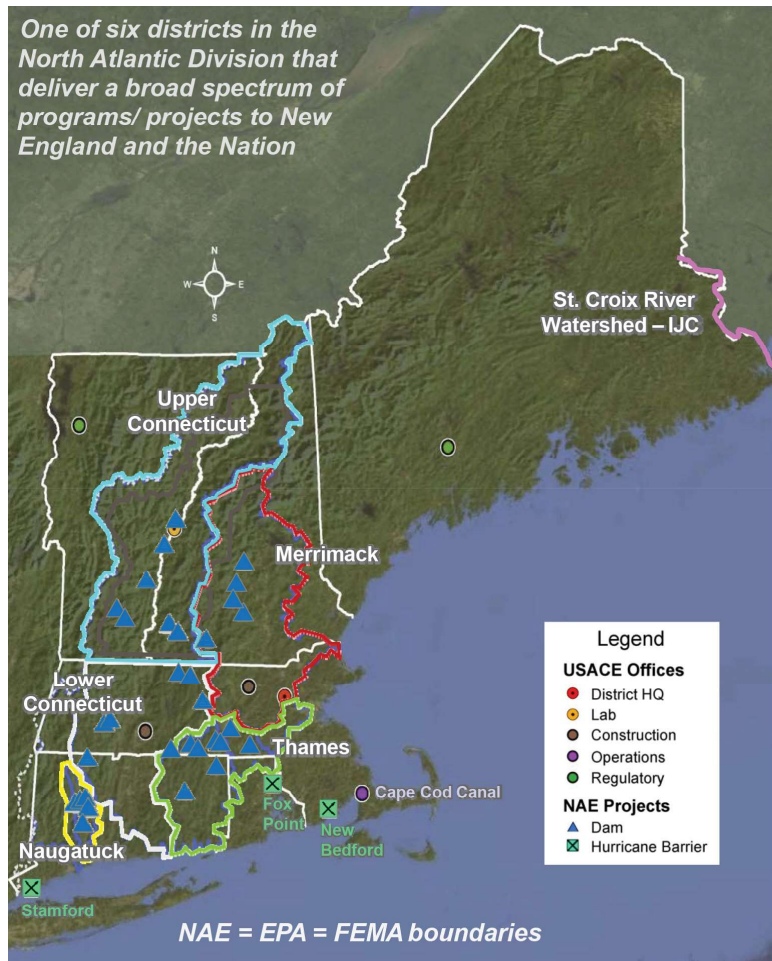 One of six districts in the
North Atlantic Division that
deliver a broad spectrum of
programs/ projects to New
England and the Nation
N
W
E
S
St. Croix River
Watershed – IJC
Upper
Connecticut
Merrimack
Lower
Connecticut
Thames
Fox
Point
New
Bedford
Cape Cod Canal
Naugatuck
Stamford
NAE = EPA = FEMA boundaries
Legend
USACE Offices
District HQ
Lab
Construction
Operations
Regulatory
NAE Projects
Dam
Hurricane Barrier